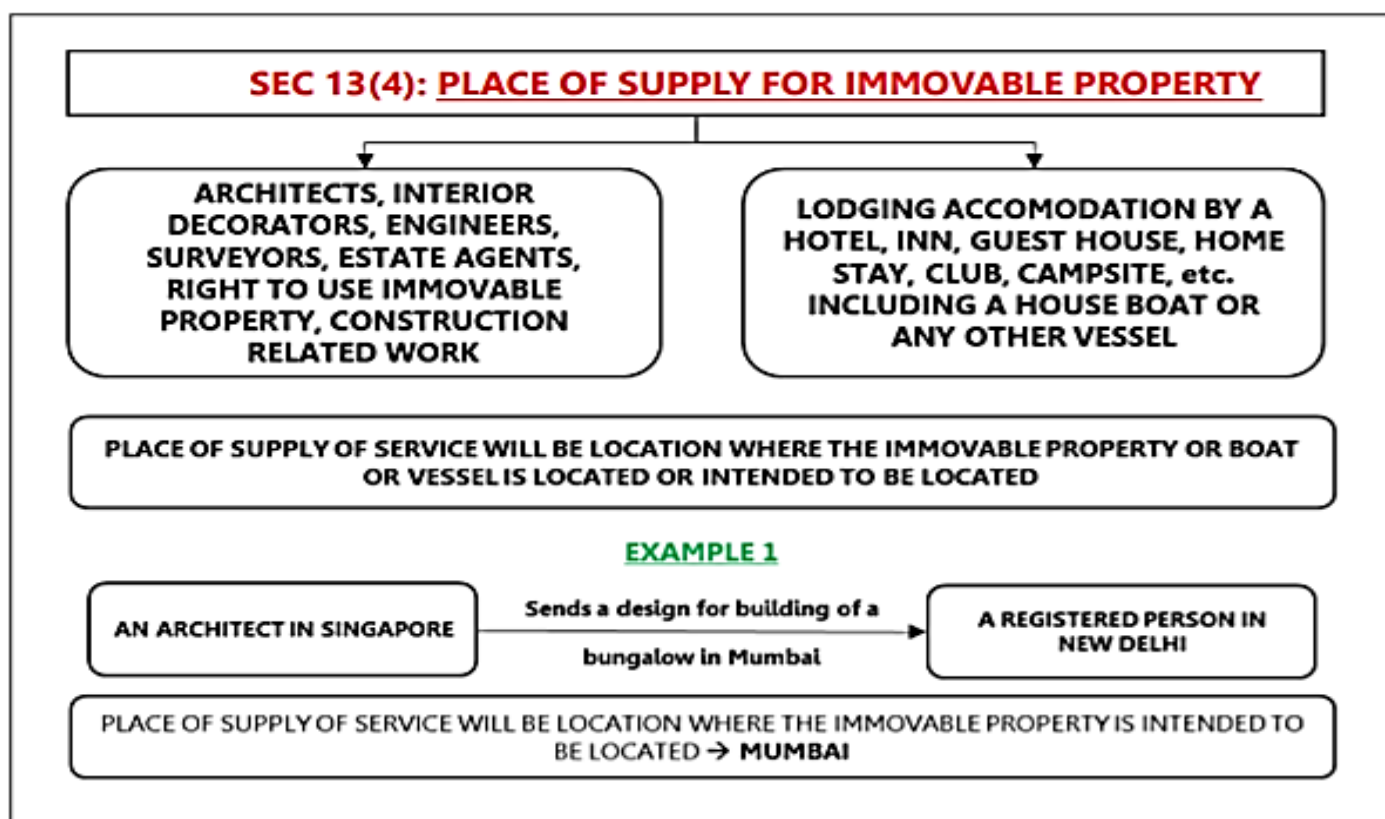 SEC 13(4): PLACE OF SUPPLY FOR IMMOVABLE PROPERTY
ARCHITECTS, INTERIOR
DECORATORS, ENGINEERS,
SURVEYORS, ESTATE AGENTS,
RIGHT TO USE IMMOVABLE
PROPERTY, CONSTRUCTION
RELATED WORK
LODGING ACCOMODATION BY A
HOTEL, INN, GUEST HOUSE, HOME
STAY, CLUB, CAMPSITE, etc.
INCLUDING A HOUSE BOAT OR
ANY OTHER VESSEL
PLACE OF SUPPLY OF SERVICE WILL BE LOCATION WHERE THE IMMOVABLE PROPERTY OR BOAT
OR VESSEL IS LOCATED OR INTENDED TO BE LOCATED
EXAMPLE 1
AN ARCHITECT IN SINGAPORE
Sends a design for building of a
bungalow in Mumbai
A REGISTERED PERSON IN
NEW DELHI
PLACE OF SUPPLY OF SERVICE WILL BE LOCATION WHERE THE IMMOVABLE PROPERTY IS INTENDED TO
BE LOCATED → MUMBAI